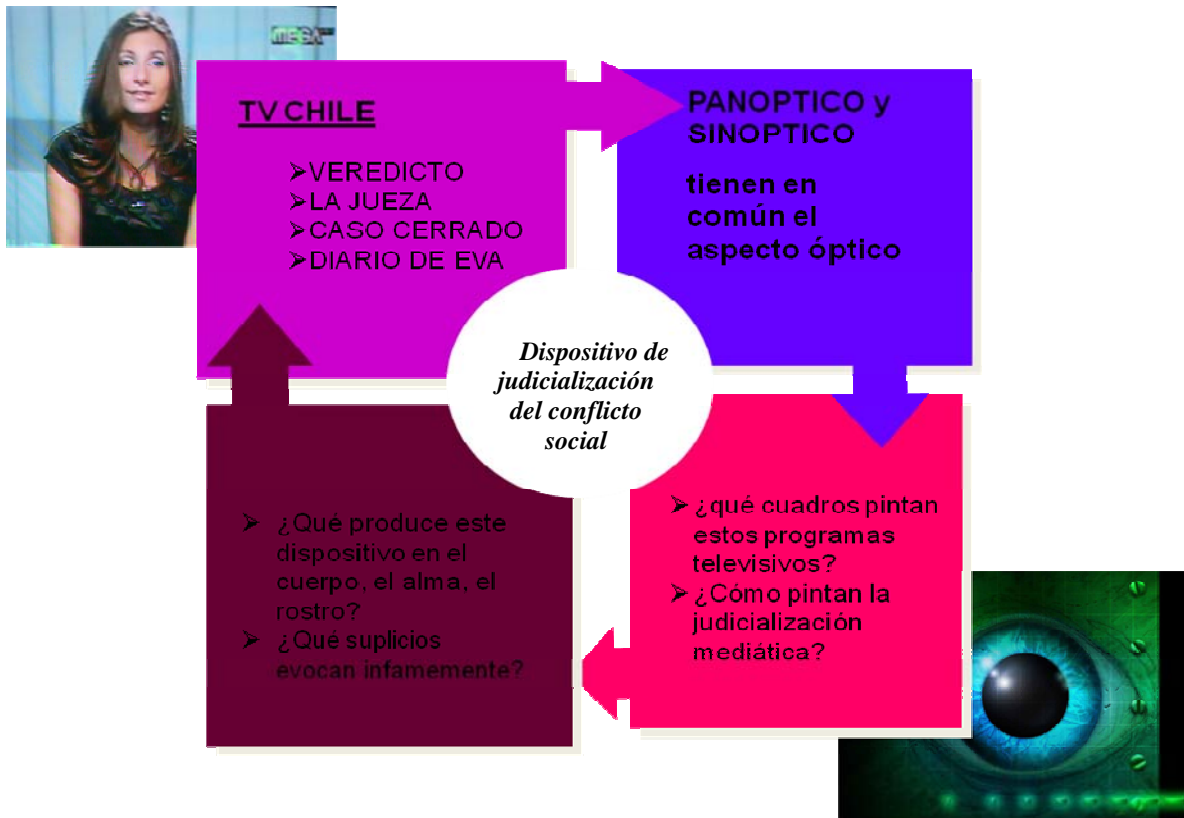 MEGA
TV CHILE
➢VEREDICTO
➢LA JUEZA
➢CASO CERRADO
➢DIARIO DE EVA
PANOPTICO y
SINOPTICO
tienen en
común el
aspecto óptico
Dispositivo de
judicialización
del conflicto
social
➢ ¿qué cuadros pintan
estos programas
televisivos?
➢ ¿Cómo pintan la
judicialización
mediática?
➢ ¿Qué produce este
dispositivo en el
cuerpo, el alma, el
rostro?
➢ ¿Qué suplicios
evocan infamemente?